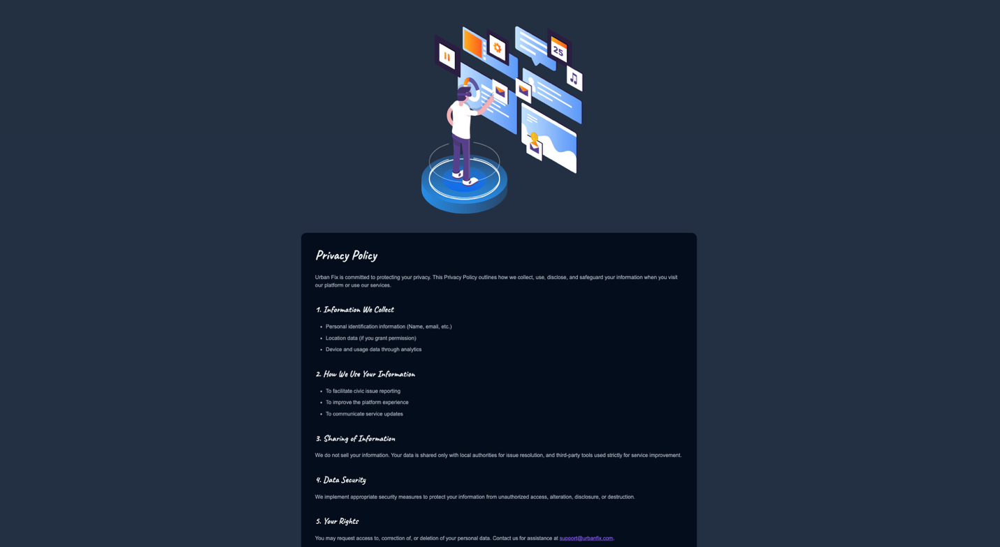 25
Privacy Policy
Urban Fix is committed to protecting your privacy. This Privacy Policy outlines how we collect, use, disclose, and safeguard your information when you visit
our platform or use our services.
1. Information We Collect
• Personal identification information (Name, email, etc.)
• Location data (if you grant permission)
• Device and usage data through analytics
2. How We Use Your Information
• To facilitate civic issue reporting
• To improve the platform experience
• To communicate service updates
3. Sharing of Information
We do not sell your information. Your data is shared only with local authorities for issue resolution, and third-party tools used strictly for service improvement.
4. Data Security
We implement appropriate security measures to protect your information from unauthorized access, alteration, disclosure, or destruction.
5. Your Rights
You may request access to, correction of, or deletion of your personal data. Contact us for assistance at support@urbanfix.com.